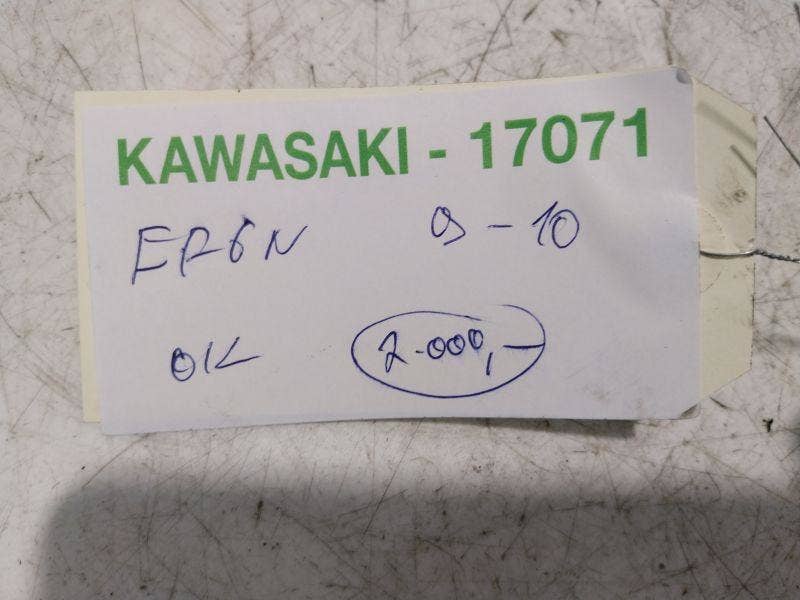 KAWASAKI - 17071
ER6N 09-10
OK 2.000,-